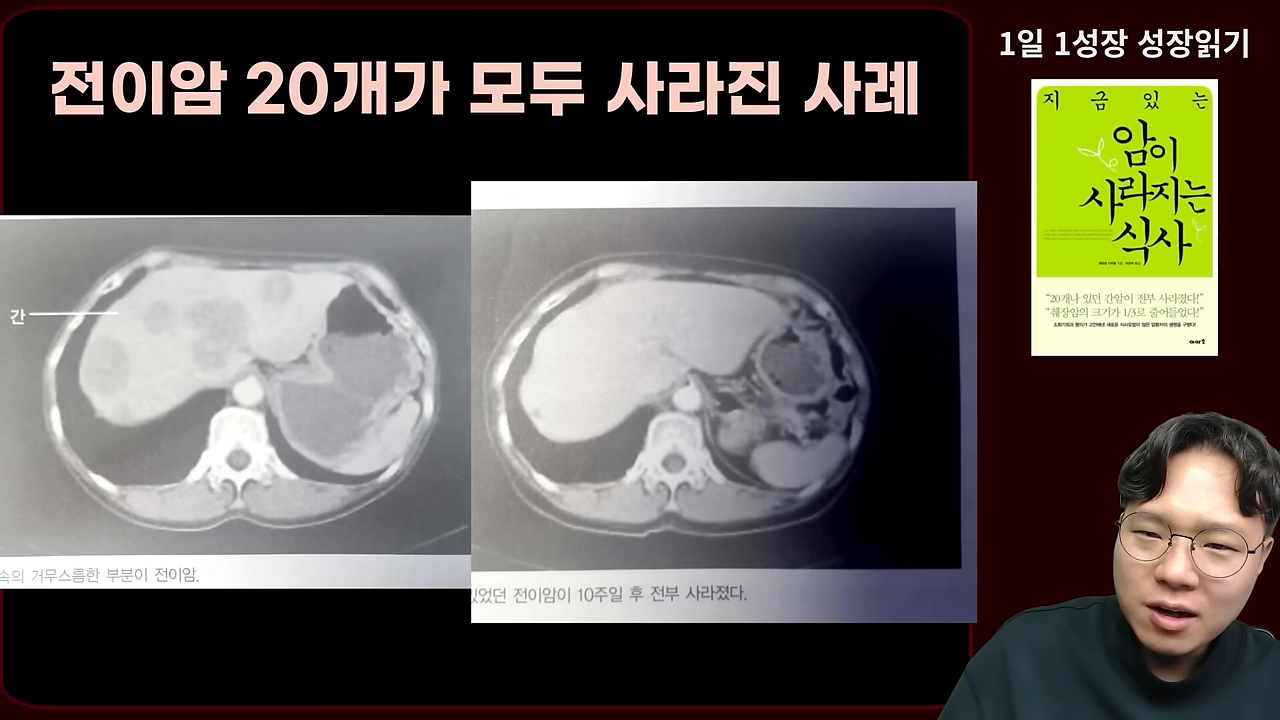 전이암 20개가 모두 사라진 사례
간
속의 거무스름한 부분이 전이암.
있었던 전이암이 10주일 후 전부 사라졌다.
1일 1성장 성장읽기
지금 있는
암이
사라지는
식사
“20개나 있던 간암이 전부 사라졌다!”
“췌장암의 크기가 1/3로 줄어들었다!”